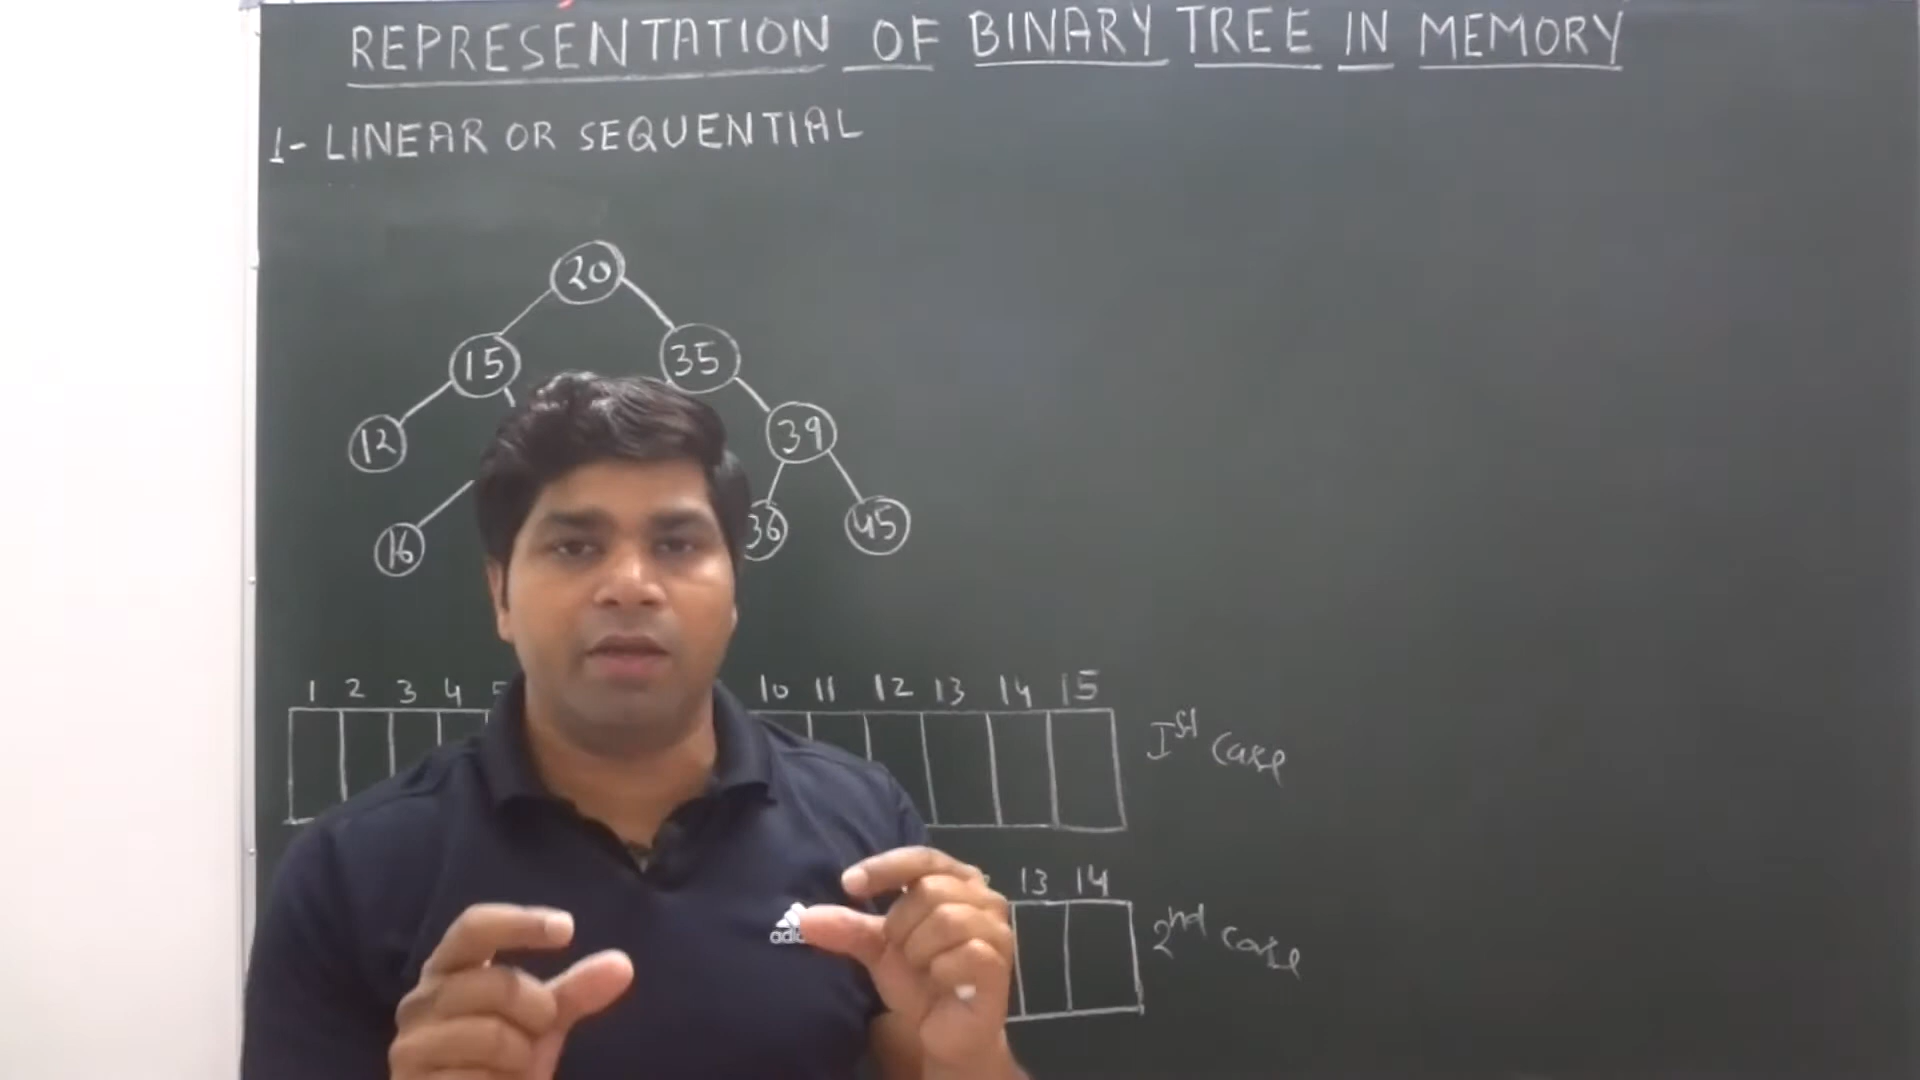 REPRESENTATION OF BINARY TREE IN MEMORY
1- LINEAR OR SEQUENTIAL
20
15 35
12 39
16 36 45
1 2 3 4 10 11 12 13 14 15
Ist case
13 14
2nd case